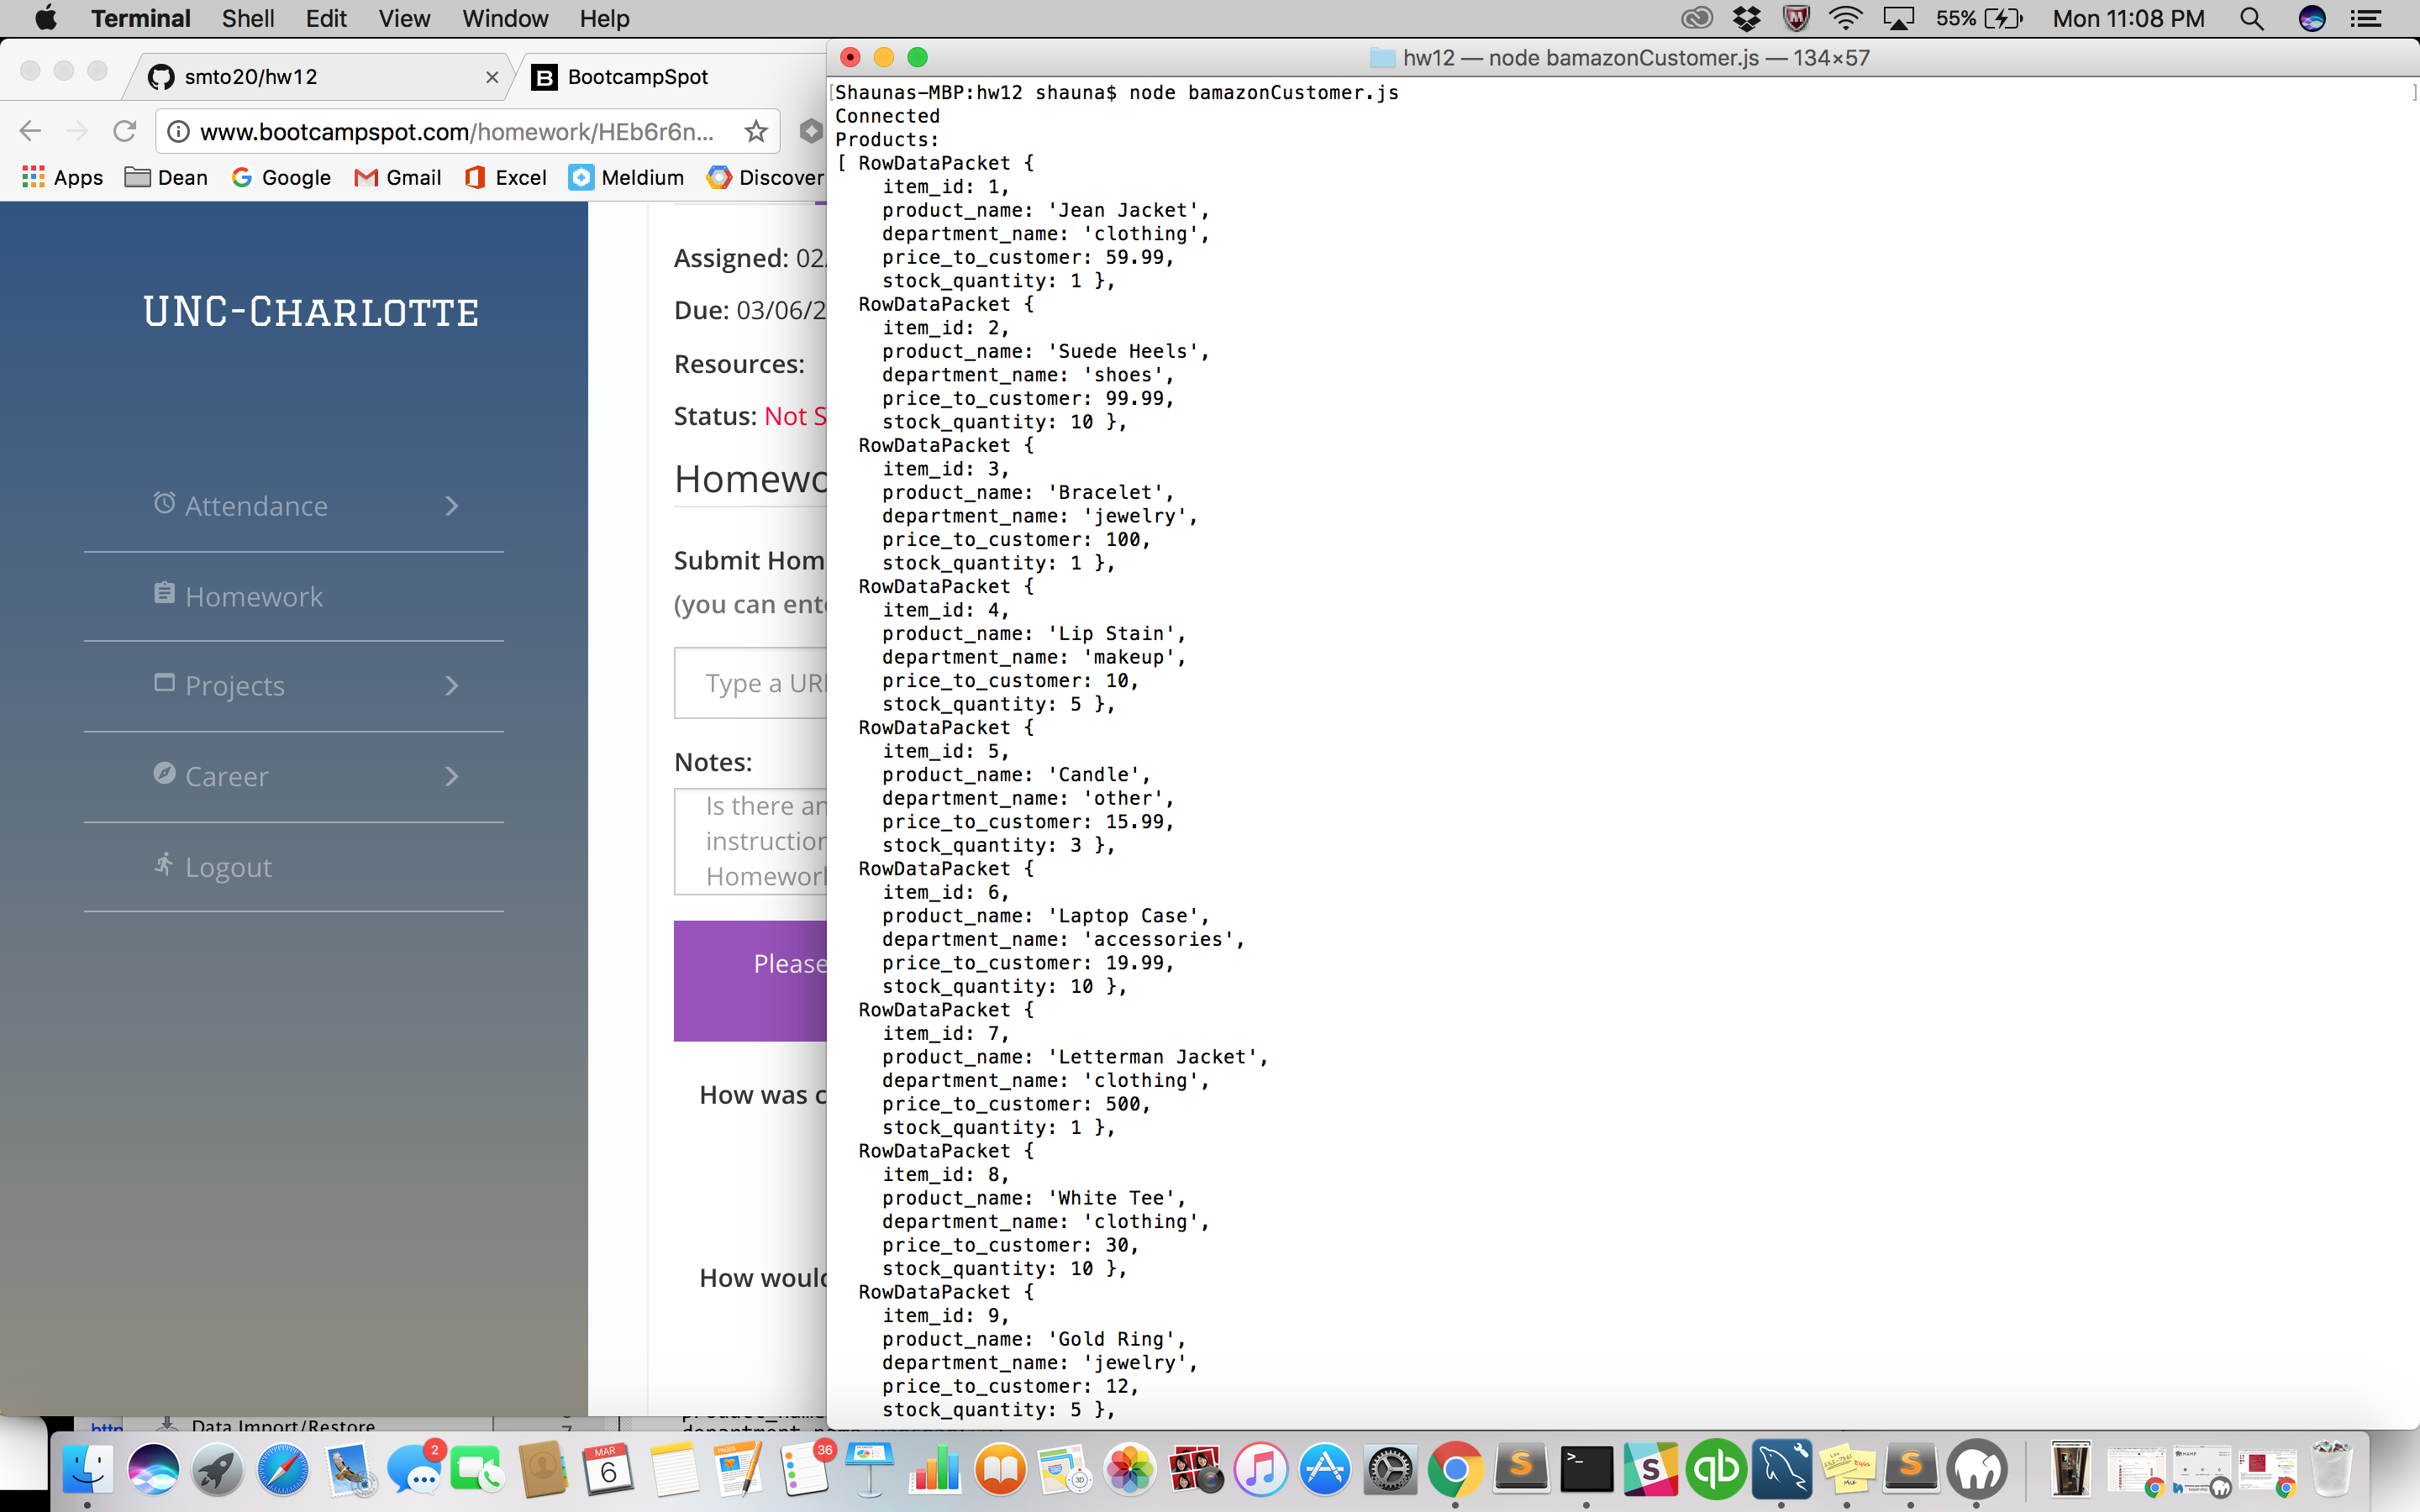 Terminal Shell Edit View Window Help 55% Mon 11:08 PM
smto20/hw12 BootcampSpot
www.bootcampspot.com/homework/HEb6r6n...
Apps Dean Google Gmail Excel Meldium Discover
UNC-Charlotte
Attendance
Homework
Projects
Career
Logout
Assigned: 02
Due: 03/06/2
Resources:
Status: Not S
Homewo
Submit Hom
(you can ent
Type a UR
Notes:
Is there an
instruction
Homework
Please
How was c
How would
hw12 — node bamazonCustomer.js — 134×57
[Shaunas-MBP:hw12 shauna$ node bamazonCustomer.js ]
Connected
Products:
[ RowDataPacket {
item_id: 1,
product_name: 'Jean Jacket',
department_name: 'clothing',
price_to_customer: 59.99,
stock_quantity: 1 },
RowDataPacket {
item_id: 2,
product_name: 'Suede Heels',
department_name: 'shoes',
price_to_customer: 99.99,
stock_quantity: 10 },
RowDataPacket {
item_id: 3,
product_name: 'Bracelet',
department_name: 'jewelry',
price_to_customer: 100,
stock_quantity: 1 },
RowDataPacket {
item_id: 4,
product_name: 'Lip Stain',
department_name: 'makeup',
price_to_customer: 10,
stock_quantity: 5 },
RowDataPacket {
item_id: 5,
product_name: 'Candle',
department_name: 'other',
price_to_customer: 15.99,
stock_quantity: 3 },
RowDataPacket {
item_id: 6,
product_name: 'Laptop Case',
department_name: 'accessories',
price_to_customer: 19.99,
stock_quantity: 10 },
RowDataPacket {
item_id: 7,
product_name: 'Letterman Jacket',
department_name: 'clothing',
price_to_customer: 500,
stock_quantity: 1 },
RowDataPacket {
item_id: 8,
product_name: 'White Tee',
department_name: 'clothing',
price_to_customer: 30,
stock_quantity: 10 },
RowDataPacket {
item_id: 9,
product_name: 'Gold Ring',
department_name: 'jewelry',
price_to_customer: 12,
stock_quantity: 5 },
Data Import/Restore
2 MAR 6 PAGES 36